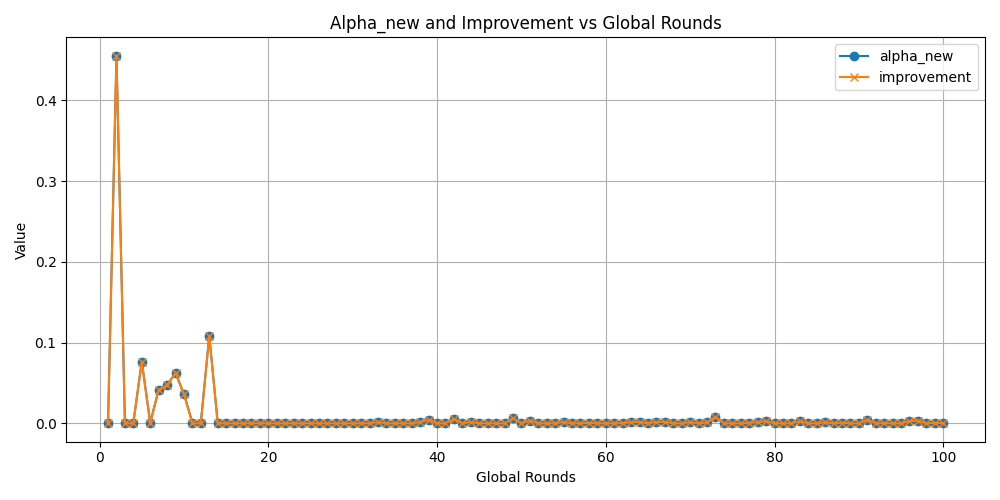 Alpha_new and Improvement vs Global Rounds
alpha_new
improvement
0.4
0.3
0.2
0.1
0.0
Value
0
20
40
60
80
100
Global Rounds